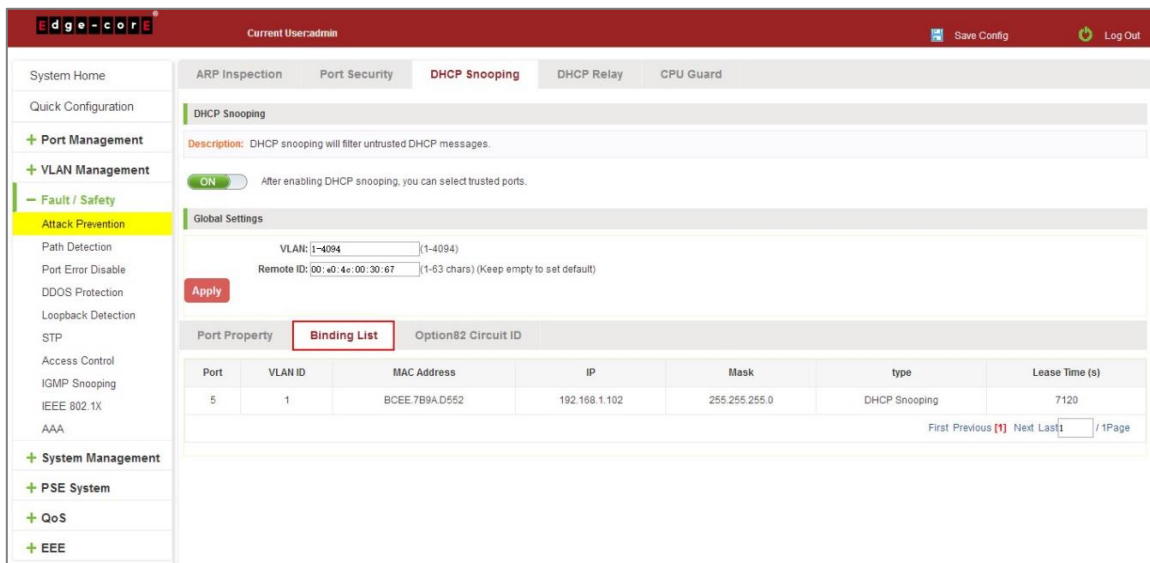 Edge-corE
Current User:admin
Save Config
Log Out
System Home
Quick Configuration
+ Port Management
+ VLAN Management
− Fault / Safety
Attack Prevention
Path Detection
Port Error Disable
DDOS Protection
Loopback Detection
STP
Access Control
IGMP Snooping
IEEE 802.1X
AAA
+ System Management
+ PSE System
+ QoS
+ EEE
ARP Inspection Port Security DHCP Snooping DHCP Relay CPU Guard
DHCP Snooping
Description: DHCP snooping will filter untrusted DHCP messages.
ON After enabling DHCP snooping, you can select trusted ports.
Global Settings
VLAN: 1-4094 (1-4094)
Remote ID: 00:e0:4c:00:30:67 (1-63 chars) (Keep empty to set default)
Apply
Port Property Binding List Option82 Circuit ID
Port VLAN ID MAC Address IP Mask type Lease Time (s)
5 1 BCEE.7B9A.D552 192.168.1.102 255.255.255.0 DHCP Snooping 7120
First Previous [1] Next Last 1 / 1Page